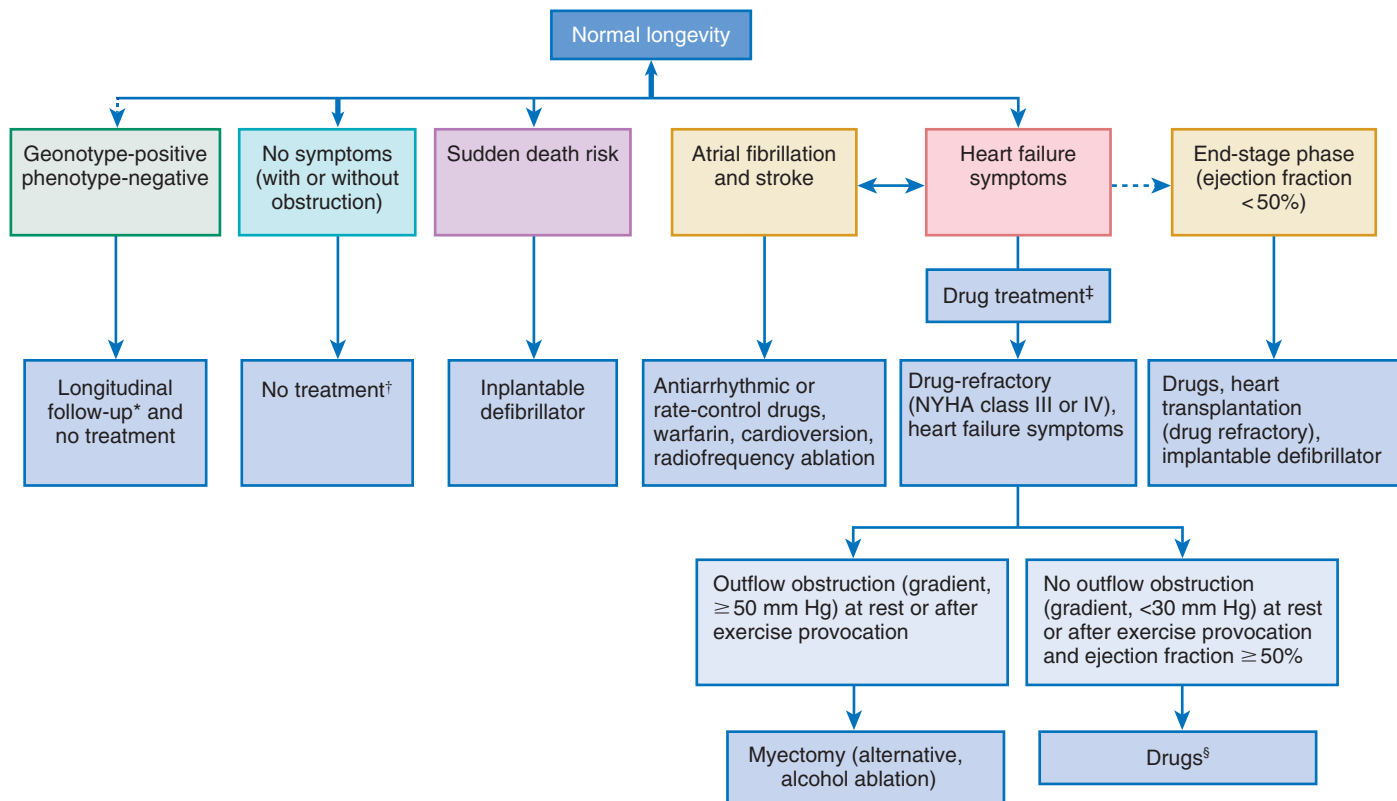 Normal longevity
Geonotype-positive
phenotype-negative
No symptoms
(with or without
obstruction)
Sudden death risk
Atrial fibrillation
and stroke
Heart failure
symptoms
End-stage phase
(ejection fraction
<50%)
Drug treatment‡
Longitudinal
follow-up* and
no treatment
No treatment†
Inplantable
defibrillator
Antiarrhythmic or
rate-control drugs,
warfarin, cardioversion,
radiofrequency ablation
Drug-refractory
(NYHA class III or IV),
heart failure symptoms
Drugs, heart
transplantation
(drug refractory),
implantable defibrillator
Outflow obstruction (gradient,
≥50 mm Hg) at rest or after
exercise provocation
No outflow obstruction
(gradient, <30 mm Hg) at rest
or after exercise provocation
and ejection fraction ≥50%
Myectomy (alternative,
alcohol ablation)
Drugs§